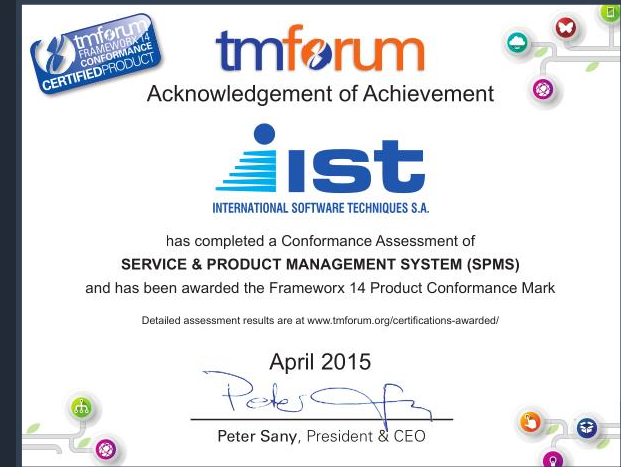 tmforum
FRAMEWORX 14
CONFORMANCE
CERTIFIEDPRODUCT
tmforum
Acknowledgement of Achievement
ist
INTERNATIONAL SOFTWARE TECHNIQUES S.A.
has completed a Conformance Assessment of
SERVICE & PRODUCT MANAGEMENT SYSTEM (SPMS)
and has been awarded the Frameworx 14 Product Conformance Mark
Detailed assessment results are at www.tmforum.org/certifications-awarded/
April 2015
Peter Sany, President & CEO